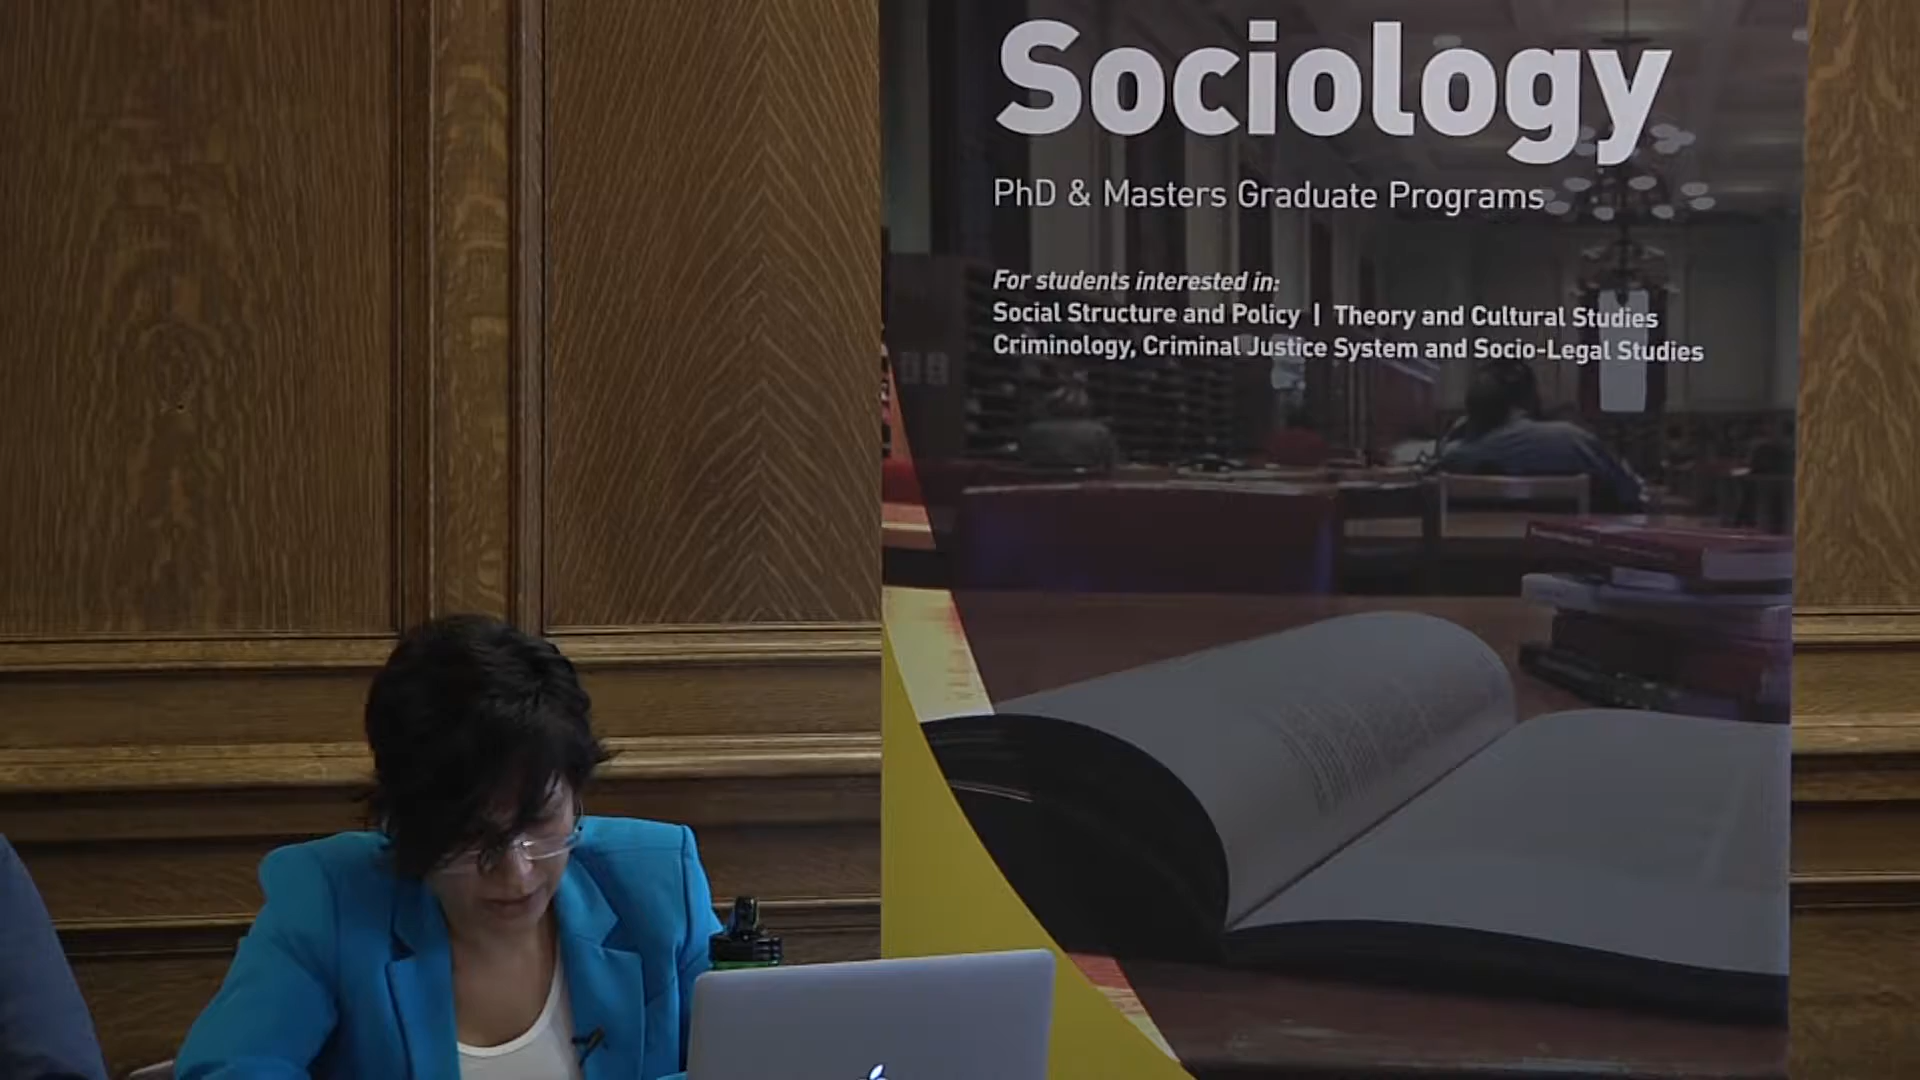 Sociology
PhD & Masters Graduate Programs
For students interested in:
Social Structure and Policy | Theory and Cultural Studies
Criminology, Criminal Justice System and Socio-Legal Studies